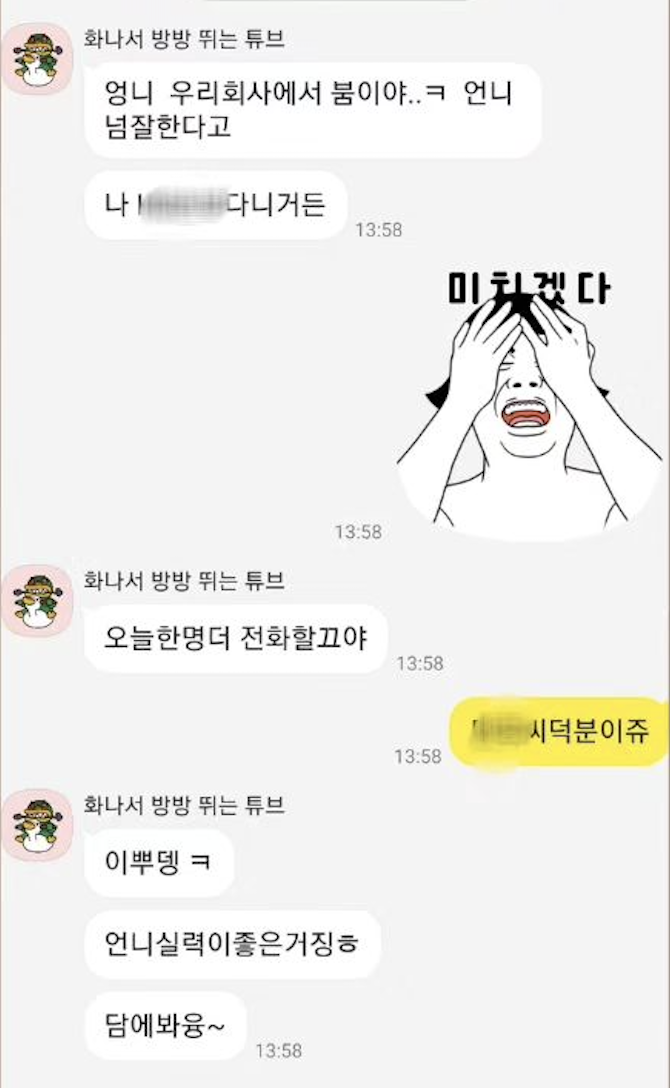 화나서 방방 뛰는 튜브
엉니 우리회사에서 붐이야..ㅋ 언니
넘잘한다고
나 다니거든
13:58
미치겠다
13:58
화나서 방방 뛰는 튜브
오늘한명더 전화할끄야
13:58
씨덕분이쥬
13:58
화나서 방방 뛰는 튜브
이뿌뎅 ㅋ
언니실력이좋은거징ㅎ
담에봐융~
13:58